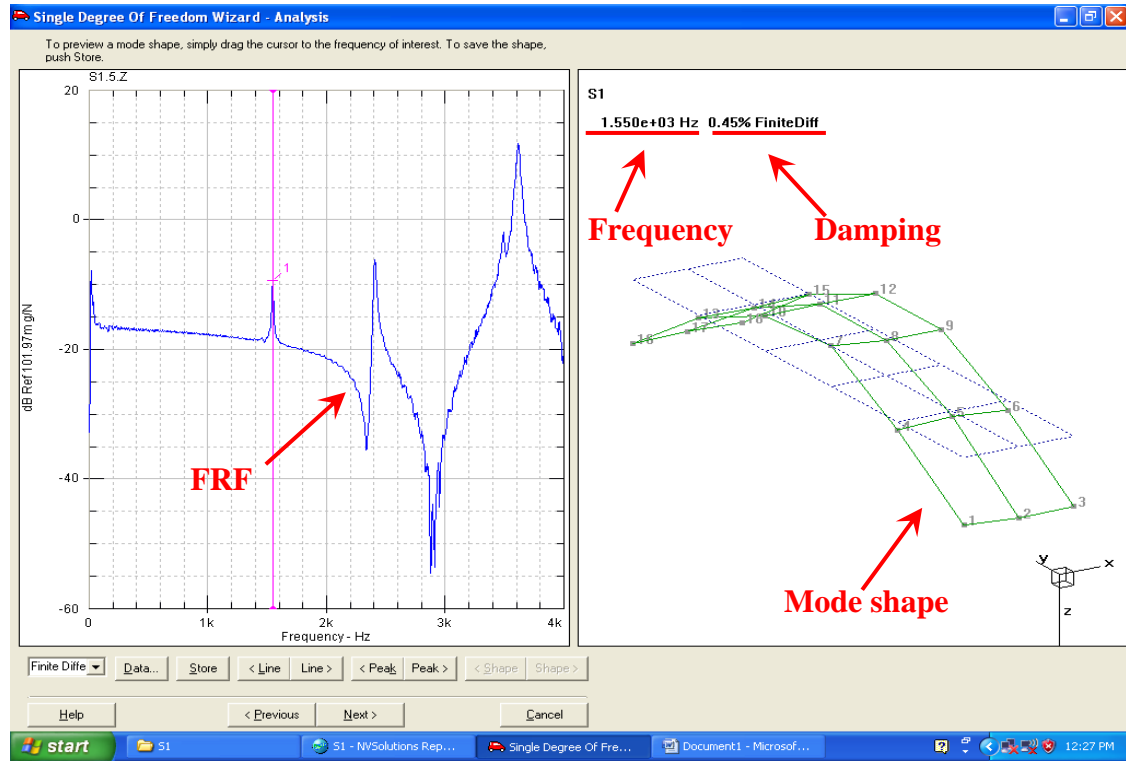 Single Degree Of Freedom Wizard - Analysis
To preview a mode shape, simply drag the cursor to the frequency of interest. To save the shape,
push Store.
S1.5.Z
20
0
-20
-40
-60
dB Ref 101.97m g/N
1
0
1k
2k
3k
4k
Frequency - Hz
FRF
S1
1.550e+03 Hz 0.45% FiniteDiff
Frequency
Damping
15
12
14
11
13
10
18
17
16
9
8
7
6
5
4
3
2
1
Mode shape
y
x
z
Finite Diffe
Data...
Store
< Line
Line >
< Peak
Peak >
< Shape
Shape >
Help
< Previous
Next >
Cancel
start
S1
S1 - NVSolutions Rep...
Single Degree Of Fre...
Document1 - Microsof...
12:27 PM